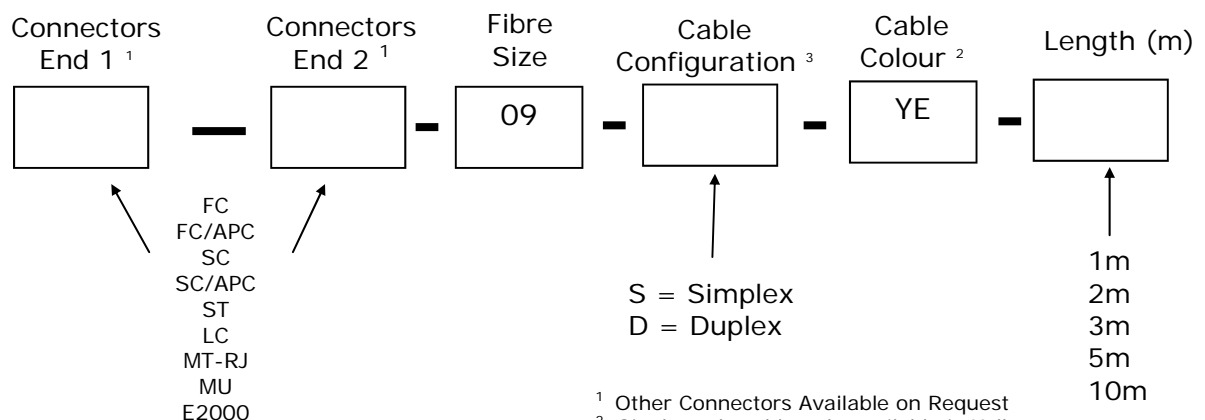 Connectors End 1 ¹
Connectors End 2 ¹
Fibre Size
Cable Configuration ³
Cable Colour ²
Length (m)
09
YE
FC
FC/APC
SC
SC/APC
ST
LC
MT-RJ
MU
E2000
S = Simplex
D = Duplex
1m
2m
3m
5m
10m
¹ Other Connectors Available on Request